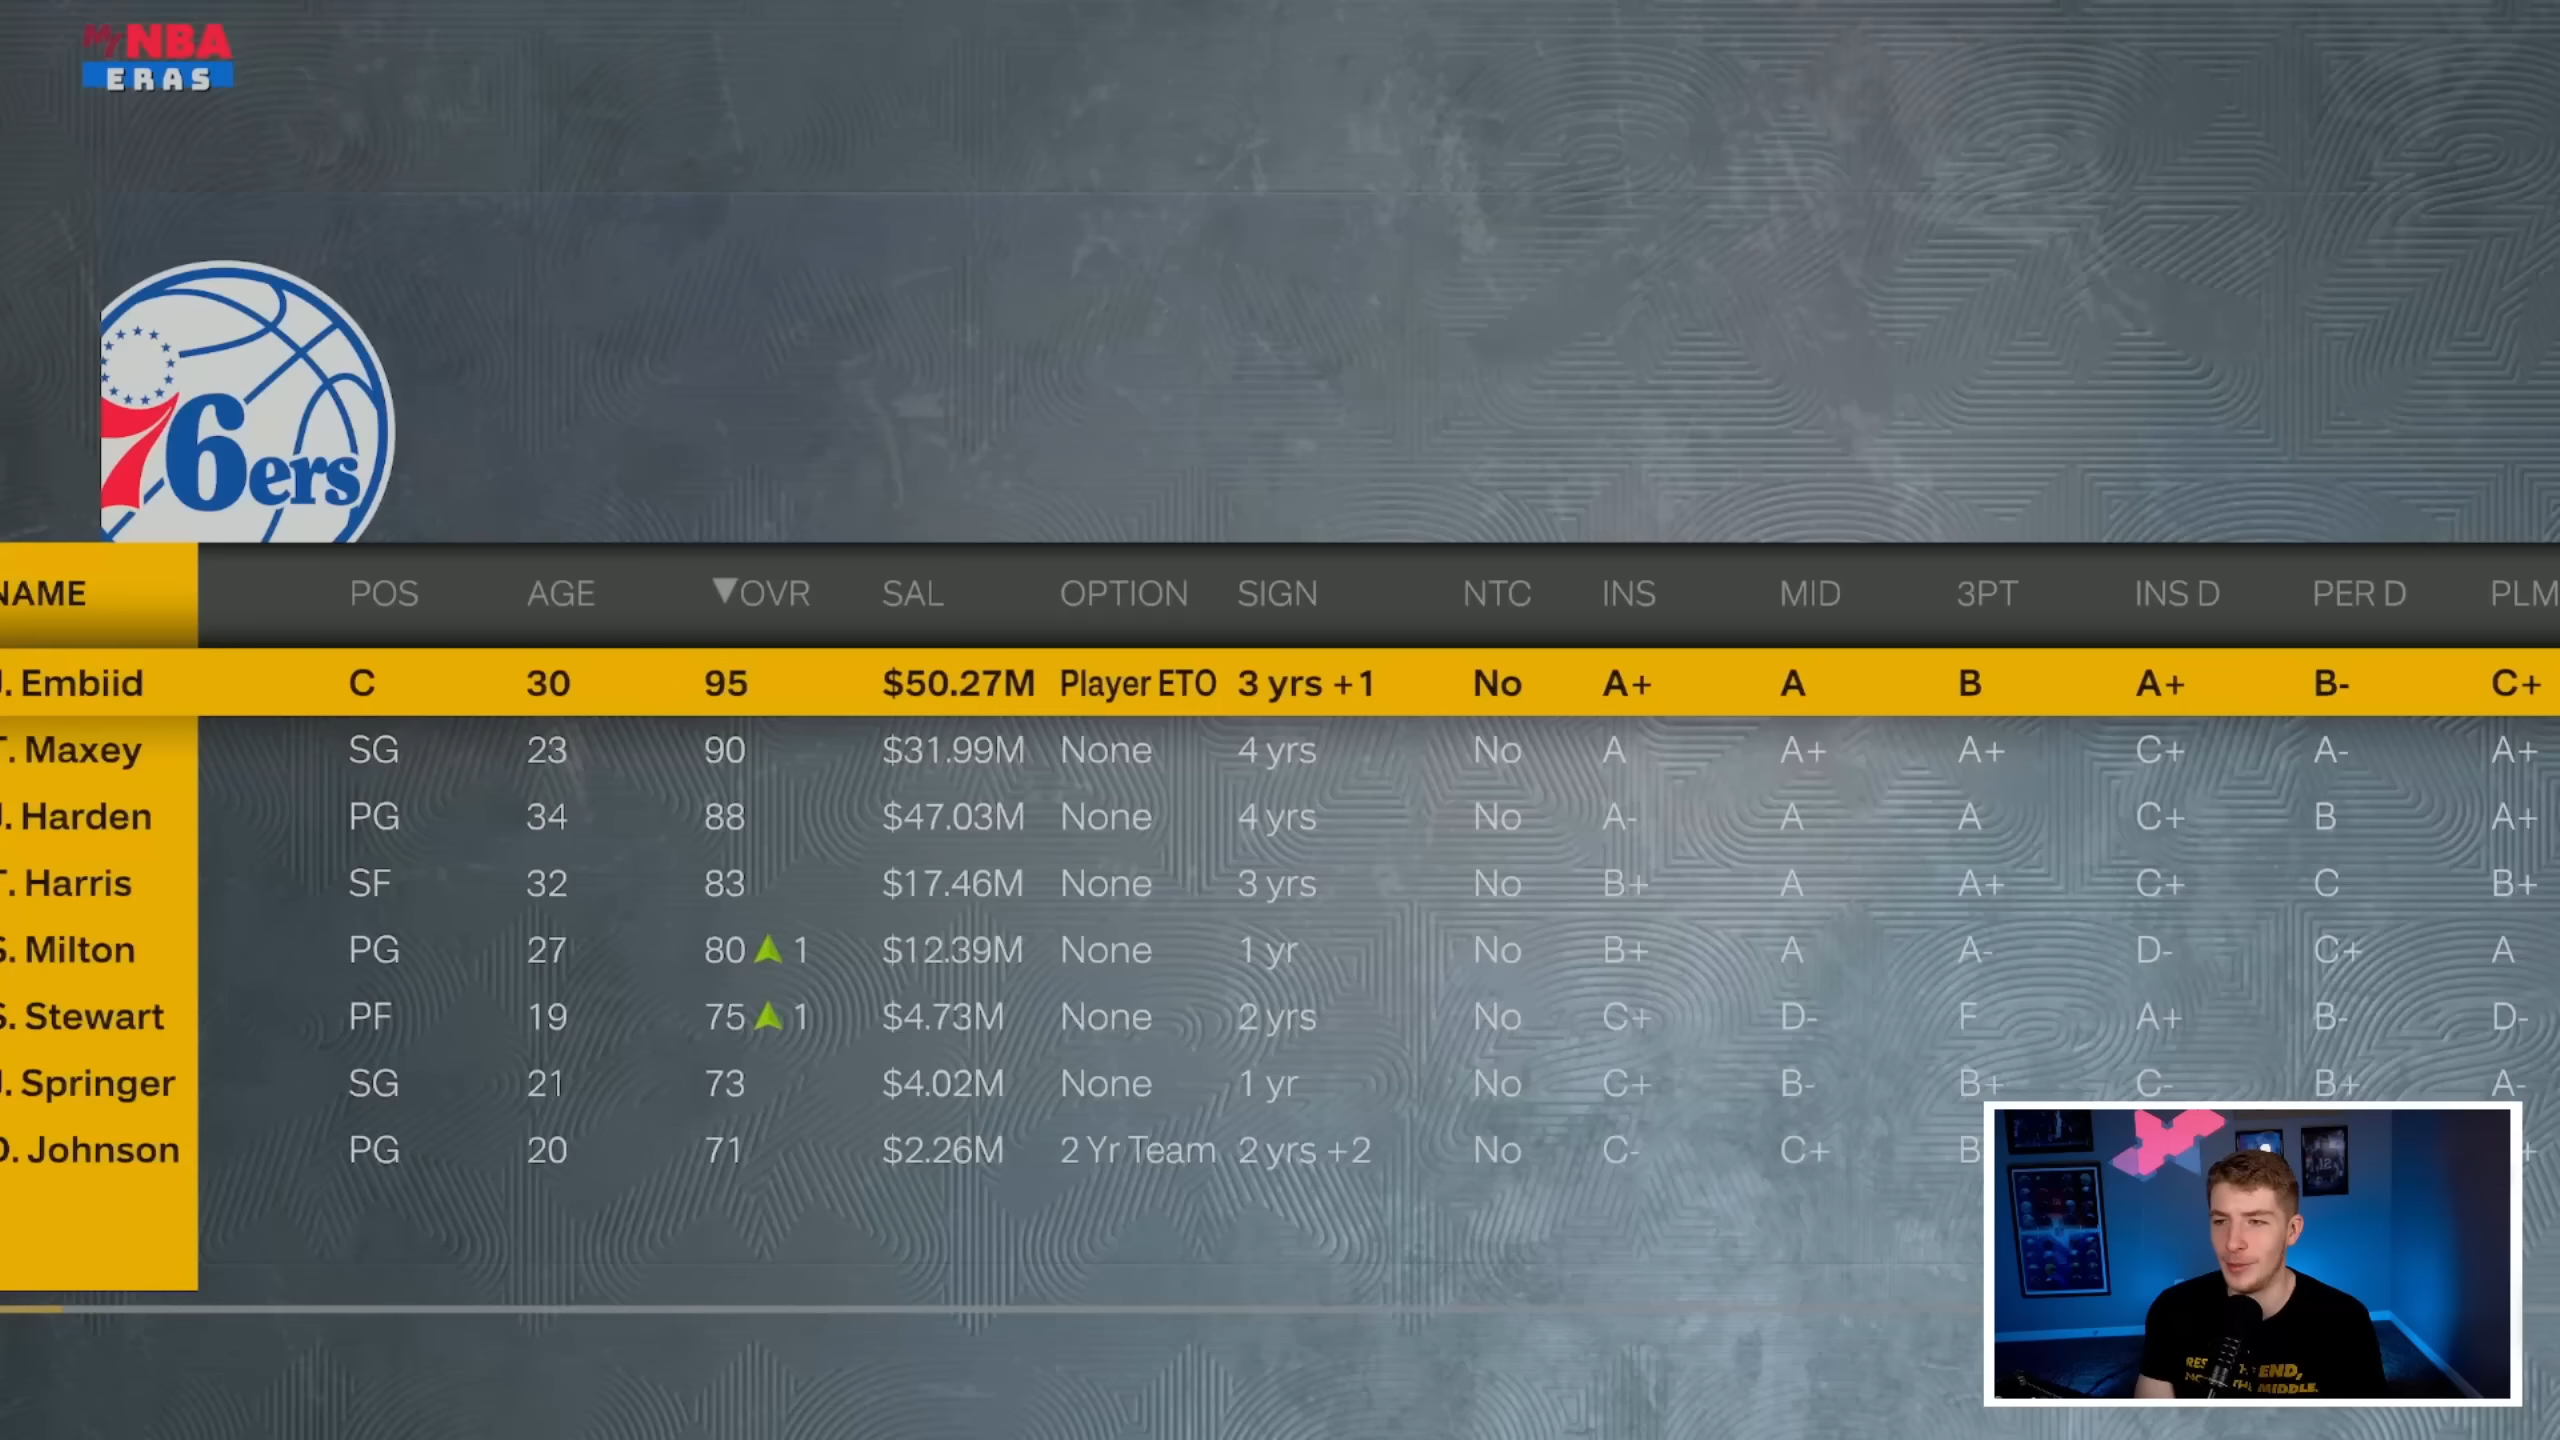 My NBA
ERAS
76ers
NAME POS AGE ▼OVR SAL OPTION SIGN NTC INS MID 3PT INS D PER D PLM
J. Embiid C 30 95 $50.27M Player ETO 3 yrs +1 No A+ A B A+ B- C+
T. Maxey SG 23 90 $31.99M None 4 yrs No A A+ A+ C+ A- A+
J. Harden PG 34 88 $47.03M None 4 yrs No A- A A C+ B A+
T. Harris SF 32 83 $17.46M None 3 yrs No B+ A A+ C+ C B+
S. Milton PG 27 80 ▲ 1 $12.39M None 1 yr No B+ A A- D- C+ A
S. Stewart PF 19 75 ▲ 1 $4.73M None 2 yrs No C+ D- F A+ B- D-
J. Springer SG 21 73 $4.02M None 1 yr No C+ B- B+ C- B+ A-
D. Johnson PG 20 71 $2.26M 2 Yr Team 2 yrs +2 No C- C+ B
12
END,
MIDDLE.